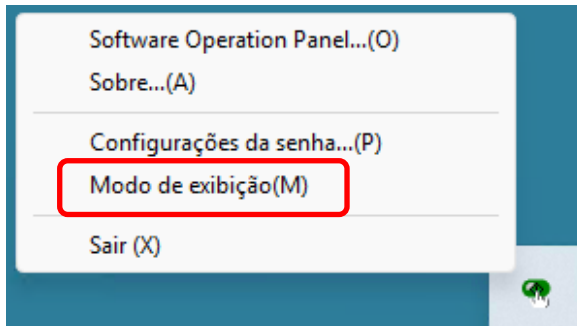 Software Operation Panel...(O)
Sobre...(A)
Configurações da senha...(P)
Modo de exibição(M)
Sair (X)